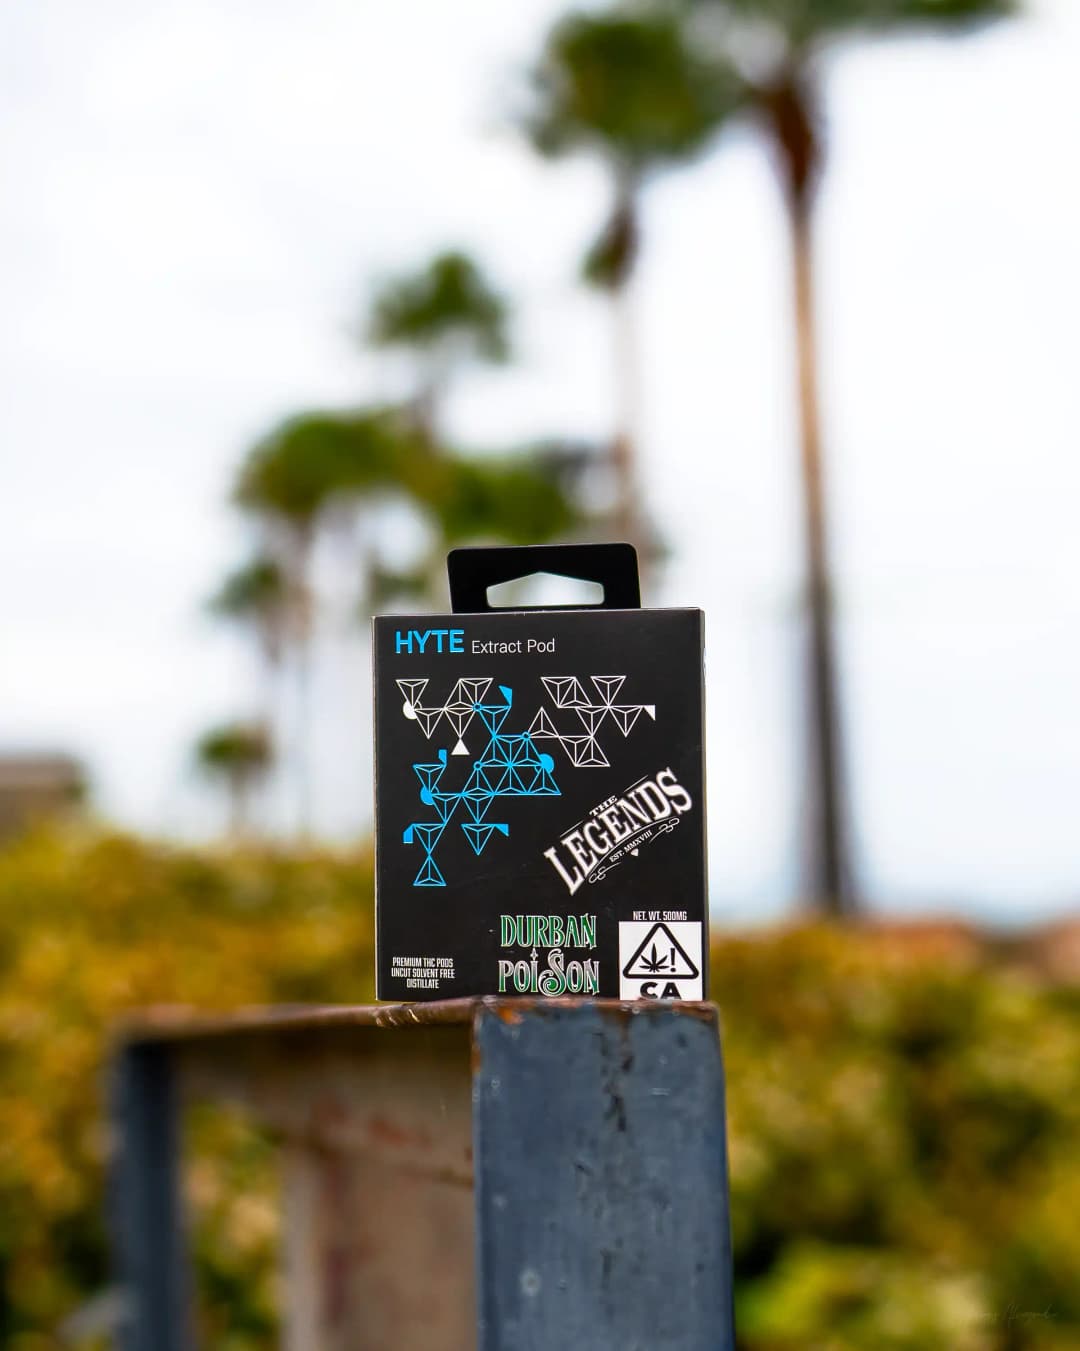 HYTE Extract Pod
THE
LEGENDS
EST. MMXVIII
DURBAN
POISON
NET. WT. 500MG
CA
PREMIUM THC PODS
UNCUT SOLVENT FREE
DISTILLATE